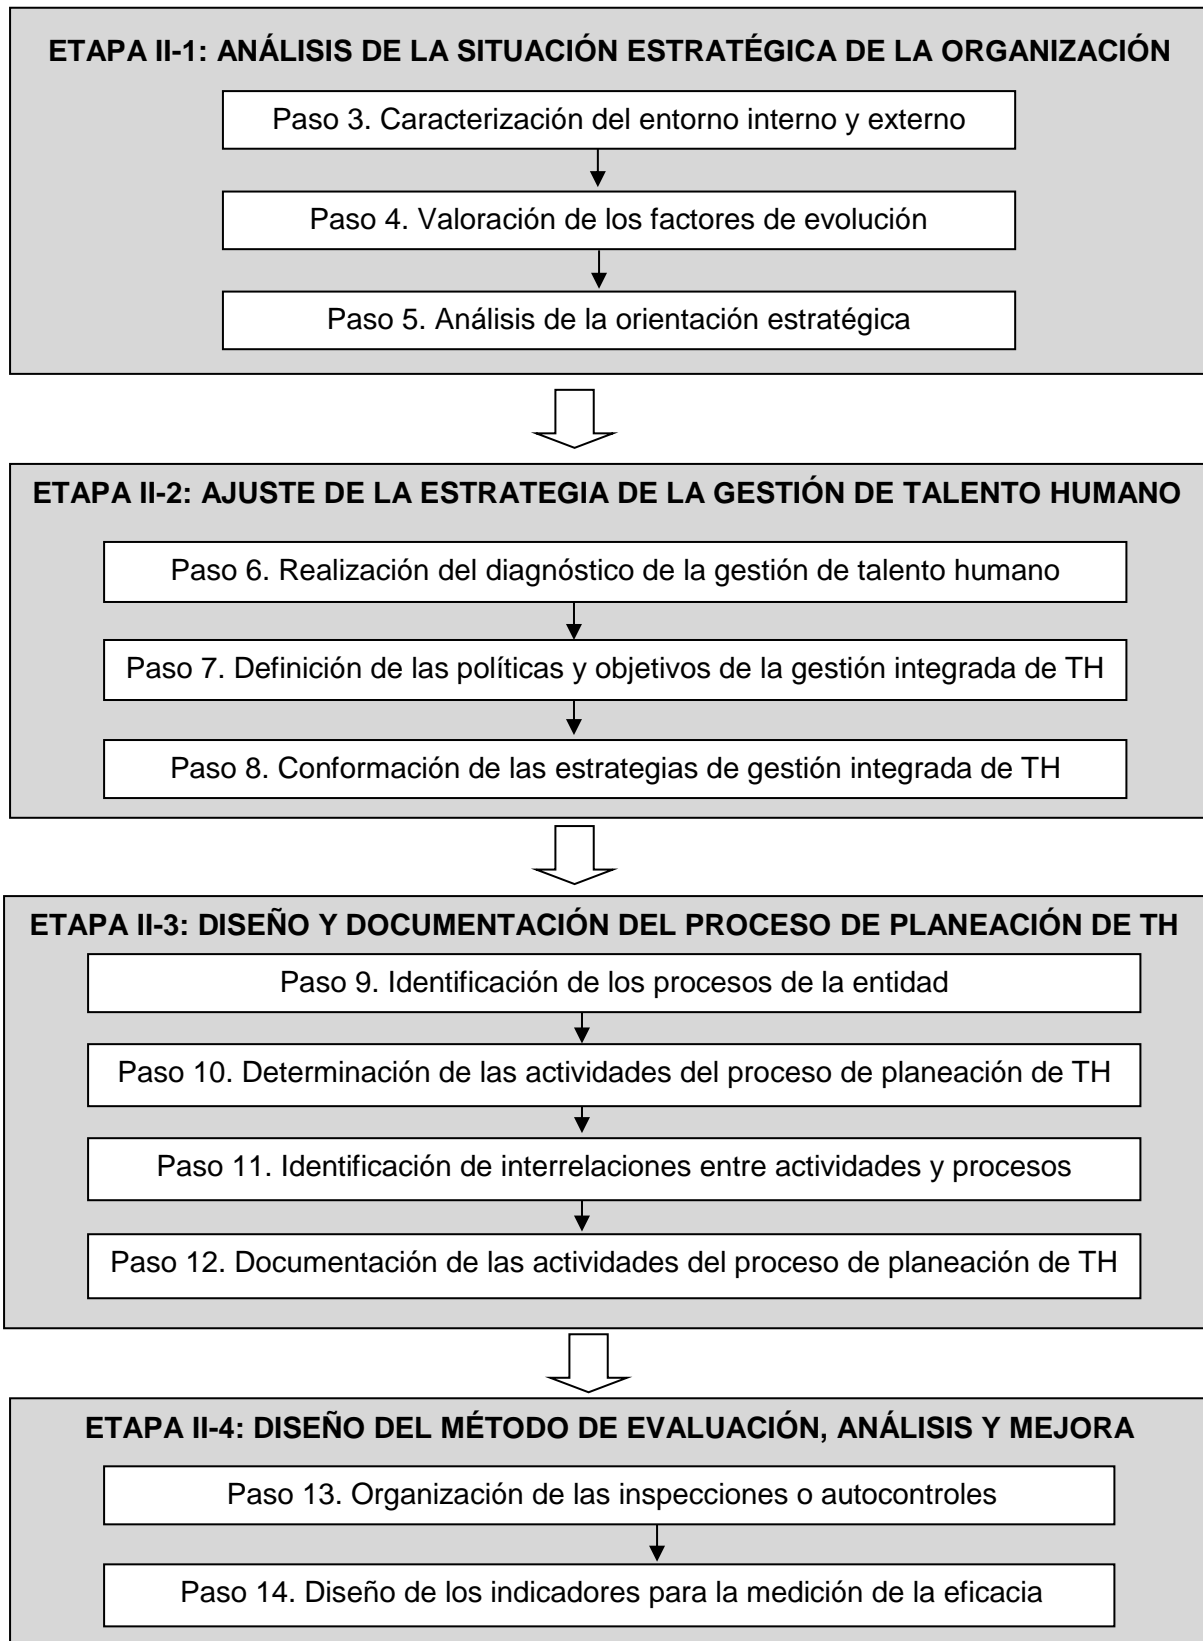 ETAPA II-1: ANÁLISIS DE LA SITUACIÓN ESTRATÉGICA DE LA ORGANIZACIÓN
Paso 3. Caracterización del entorno interno y externo
Paso 4. Valoración de los factores de evolución
Paso 5. Análisis de la orientación estratégica
ETAPA II-2: AJUSTE DE LA ESTRATEGIA DE LA GESTIÓN DE TALENTO HUMANO
Paso 6. Realización del diagnóstico de la gestión de talento humano
Paso 7. Definición de las políticas y objetivos de la gestión integrada de TH
Paso 8. Conformación de las estrategias de gestión integrada de TH
ETAPA II-3: DISEÑO Y DOCUMENTACIÓN DEL PROCESO DE PLANEACIÓN DE TH
Paso 9. Identificación de los procesos de la entidad
Paso 10. Determinación de las actividades del proceso de planeación de TH
Paso 11. Identificación de interrelaciones entre actividades y procesos
Paso 12. Documentación de las actividades del proceso de planeación de TH
ETAPA II-4: DISEÑO DEL MÉTODO DE EVALUACIÓN, ANÁLISIS Y MEJORA
Paso 13. Organización de las inspecciones o autocontroles
Paso 14. Diseño de los indicadores para la medición de la eficacia